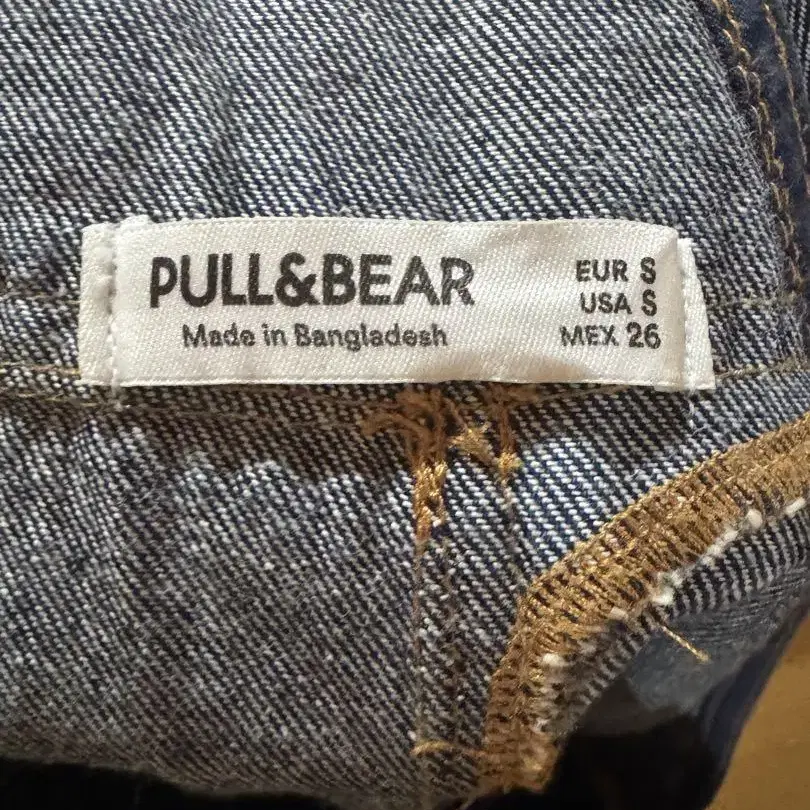 PULL&BEAR
Made in Bangladesh
EUR S
USA S
MEX 26